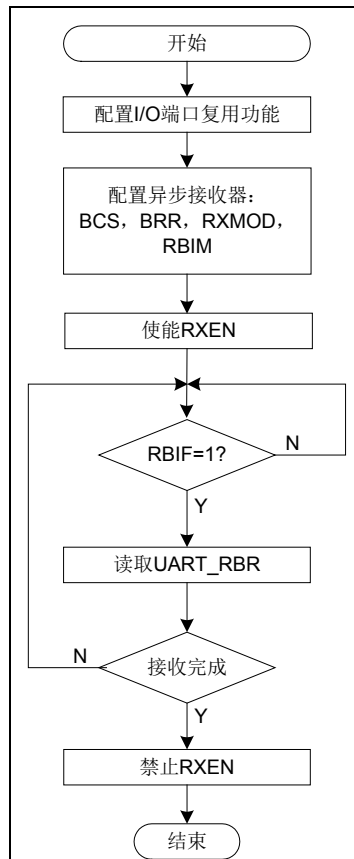 开始
配置I/O端口复用功能
配置异步接收器：
BCS，BRR，RXMOD，
RBIM
使能RXEN
RBIF=1?
N
Y
读取UART_RBR
N
接收完成
Y
禁止RXEN
结束